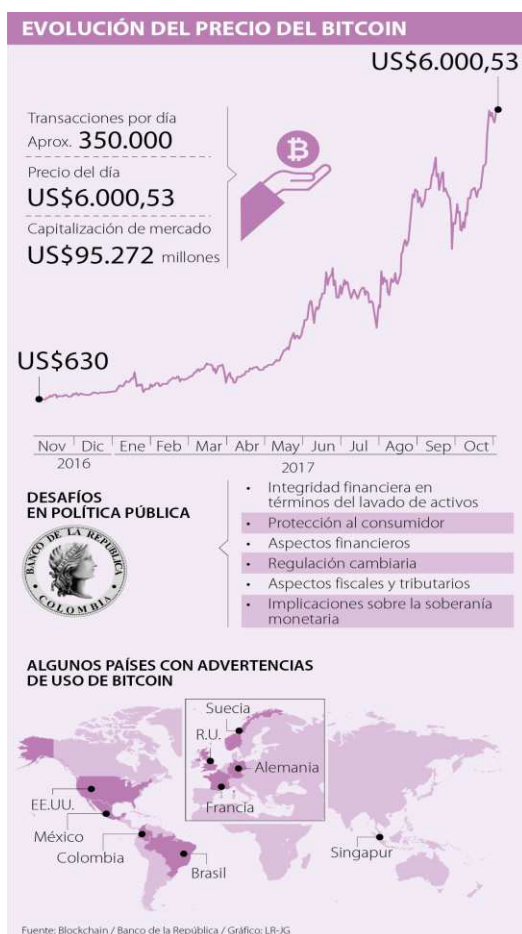 EVOLUCIÓN DEL PRECIO DEL BITCOIN
US$6.000,53
Transacciones por día
Aprox. 350.000
Precio del día
US$6.000,53
Capitalización de mercado
US$95.272 millones
US$630
Nov Dic Ene Feb Mar Abr May Jun Jul Ago Sep Oct
2016 2017
DESAFÍOS
EN POLÍTICA PÚBLICA
BANCO DE LA REPUBLICA
COLOMBIA
• Integridad financiera en
términos del lavado de activos
• Protección al consumidor
• Aspectos financieros
• Regulación cambiaria
• Aspectos fiscales y tributarios
• Implicaciones sobre la soberanía
monetaria
ALGUNOS PAÍSES CON ADVERTENCIAS
DE USO DE BITCOIN
Suecia
R.U.
Alemania
Francia
EE.UU.
México
Colombia
Brasil
Singapur
Fuente: Blockchain / Banco de la República / Gráfico: LR-JG